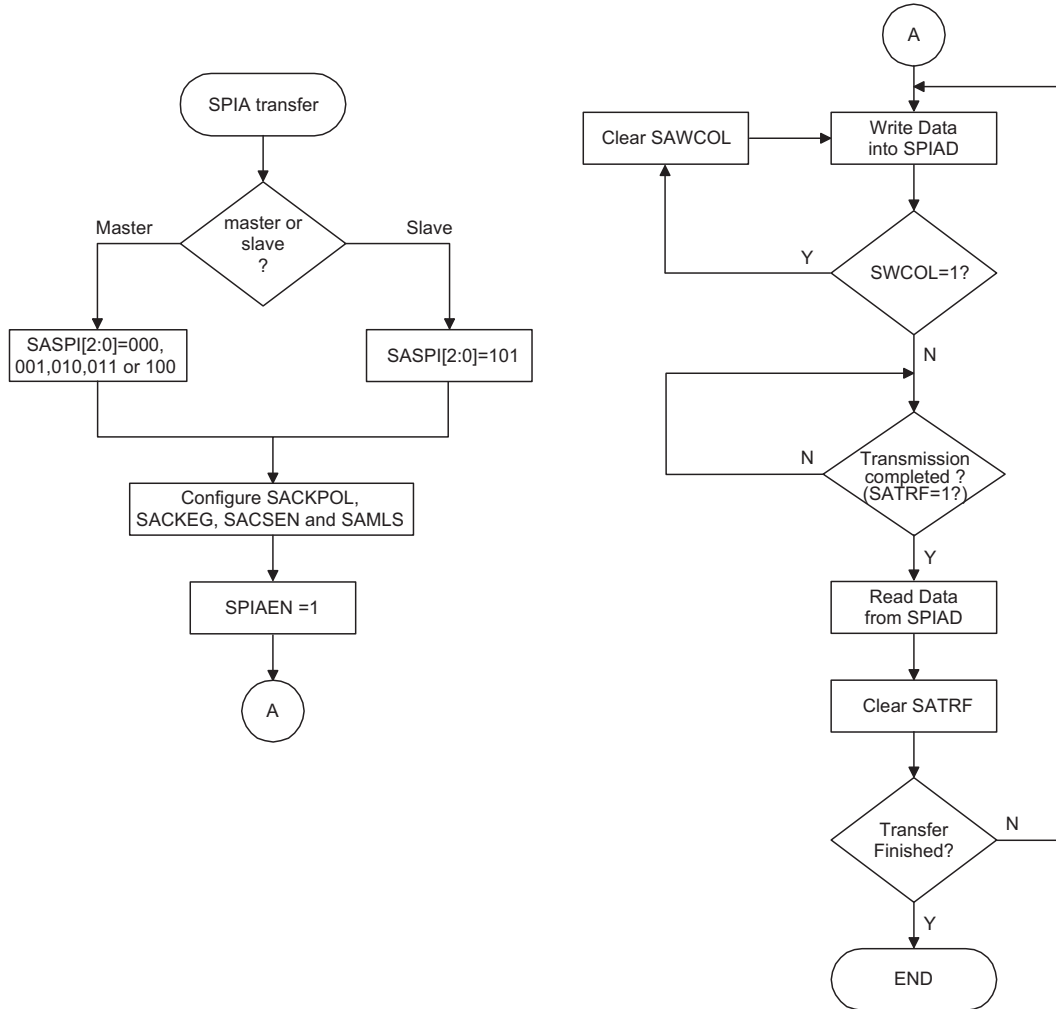 SPIA transfer
master or
slave
?
Master
Slave
SASPI[2:0]=000,
001,010,011 or 100
SASPI[2:0]=101
Configure SACKPOL,
SACKEG, SACSEN and SAMLS
SPIAEN =1
A
A
Write Data
into SPIAD
Clear SAWCOL
SWCOL=1?
Y
N
Transmission
completed ?
(SATRF=1?)
N
Y
Read Data
from SPIAD
Clear SATRF
Transfer
Finished?
N
Y
END